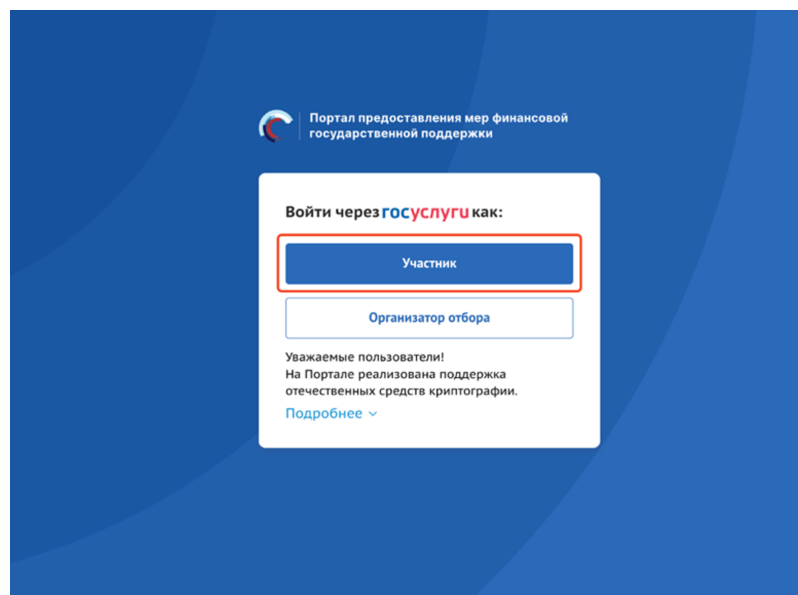 Портал предоставления мер финансовой
государственной поддержки
Войти через госуслуги как:
Участник
Организатор отбора
Уважаемые пользователи!
На Портале реализована поддержка
отечественных средств криптографии.
Подробнее